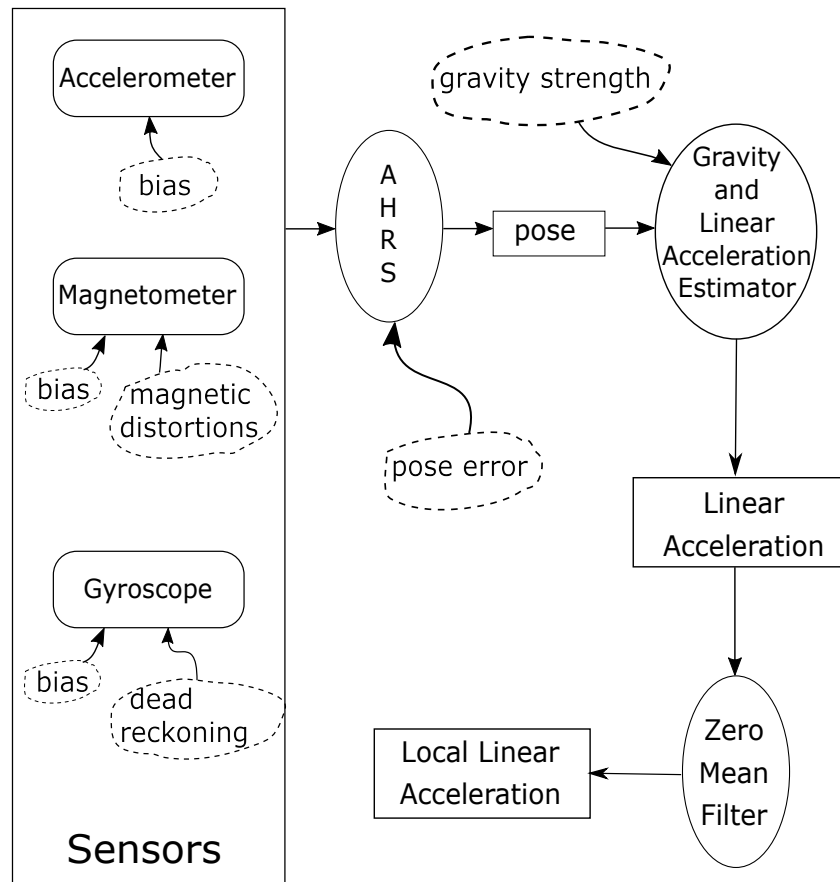 Accelerometer
bias
Magnetometer
bias
magnetic
distortions
Gyroscope
bias
dead
reckoning
Sensors
A
H
R
S
pose error
pose
gravity strength
Gravity
and
Linear
Acceleration
Estimator
Linear
Acceleration
Zero
Mean
Filter
Local Linear
Acceleration